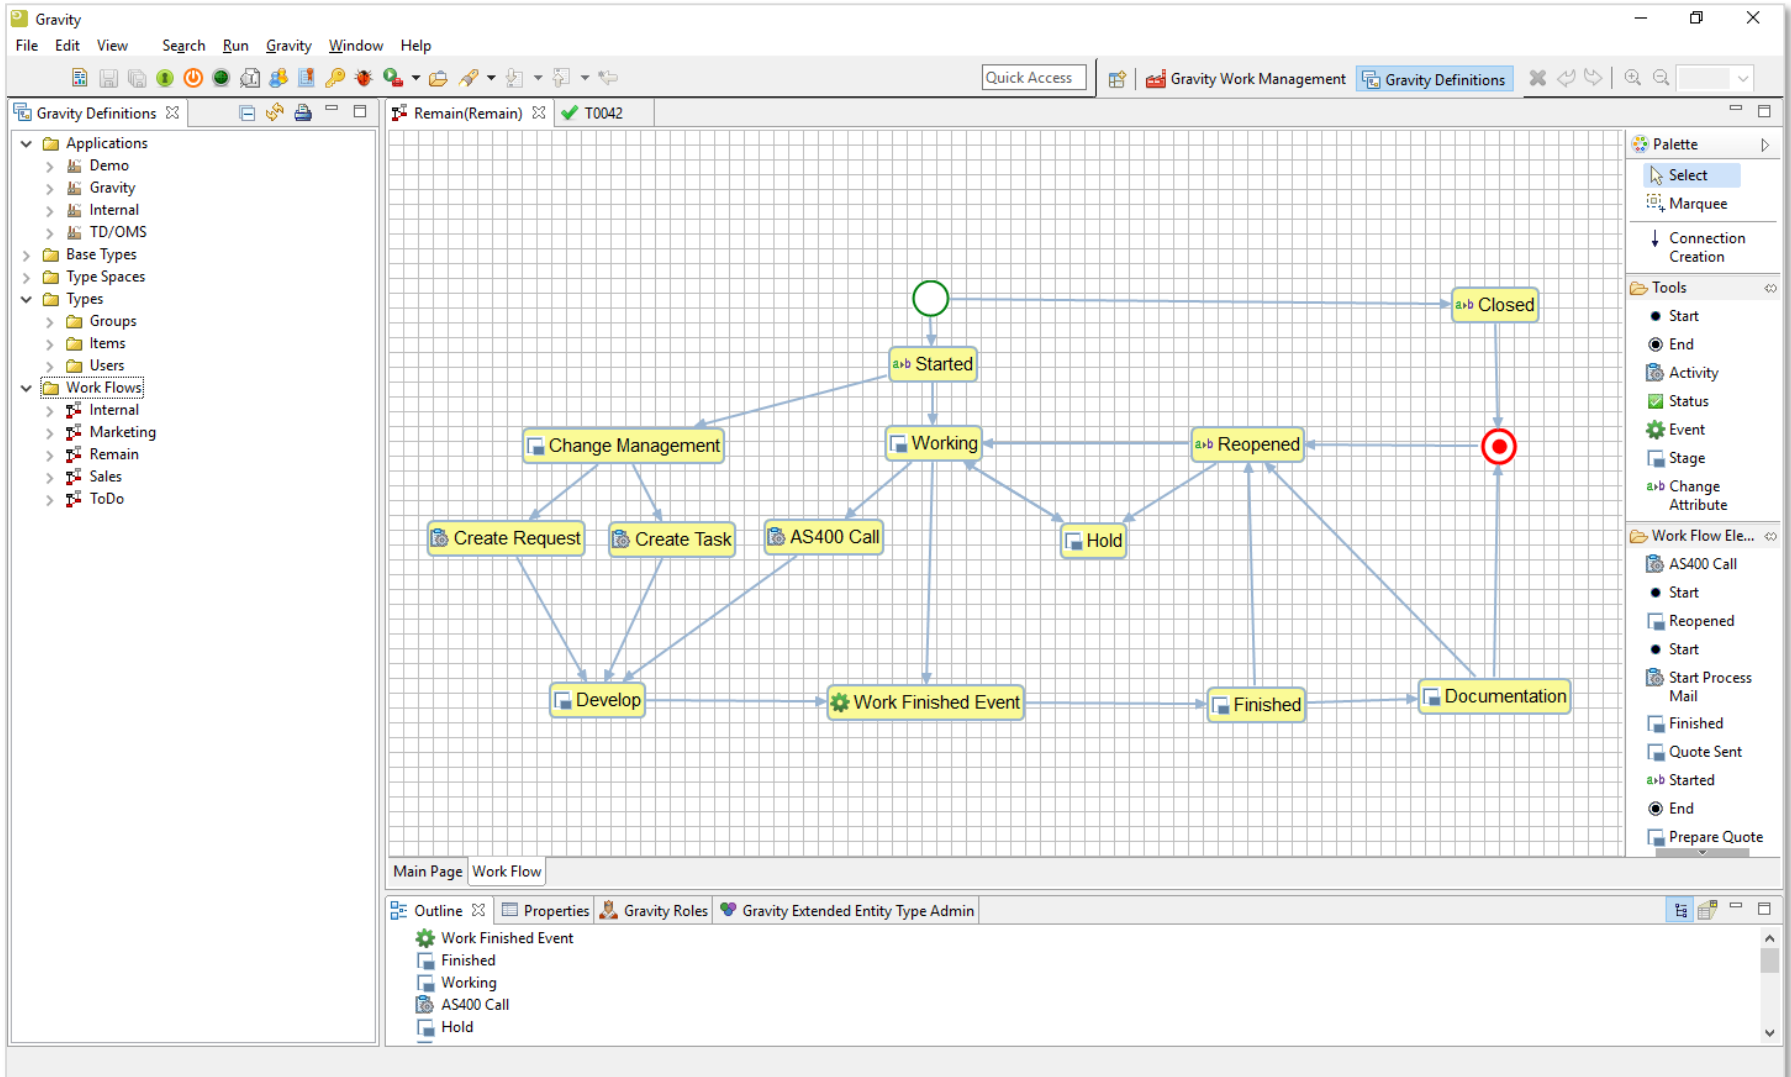 Gravity
File Edit View Search Run Gravity Window Help
Quick Access Gravity Work Management Gravity Definitions
Gravity Definitions
Applications
Demo
Gravity
Internal
TD/OMS
Base Types
Type Spaces
Types
Groups
Items
Users
Work Flows
Internal
Marketing
Remain
Sales
ToDo
Remain(Remain) T0042
a▸b Closed
a▸b Started
Change Management
Working
a▸b Reopened
Create Request
Create Task
AS400 Call
Hold
Develop
Work Finished Event
Finished
Documentation
Main Page Work Flow
Palette
Select
Marquee
Connection
Creation
Tools
Start
End
Activity
Status
Event
Stage
a▸b Change
Attribute
Work Flow Ele...
AS400 Call
Start
Reopened
Start
Start Process
Mail
Finished
Quote Sent
a▸b Started
End
Prepare Quote
Outline Properties Gravity Roles Gravity Extended Entity Type Admin
Work Finished Event
Finished
Working
AS400 Call
Hold